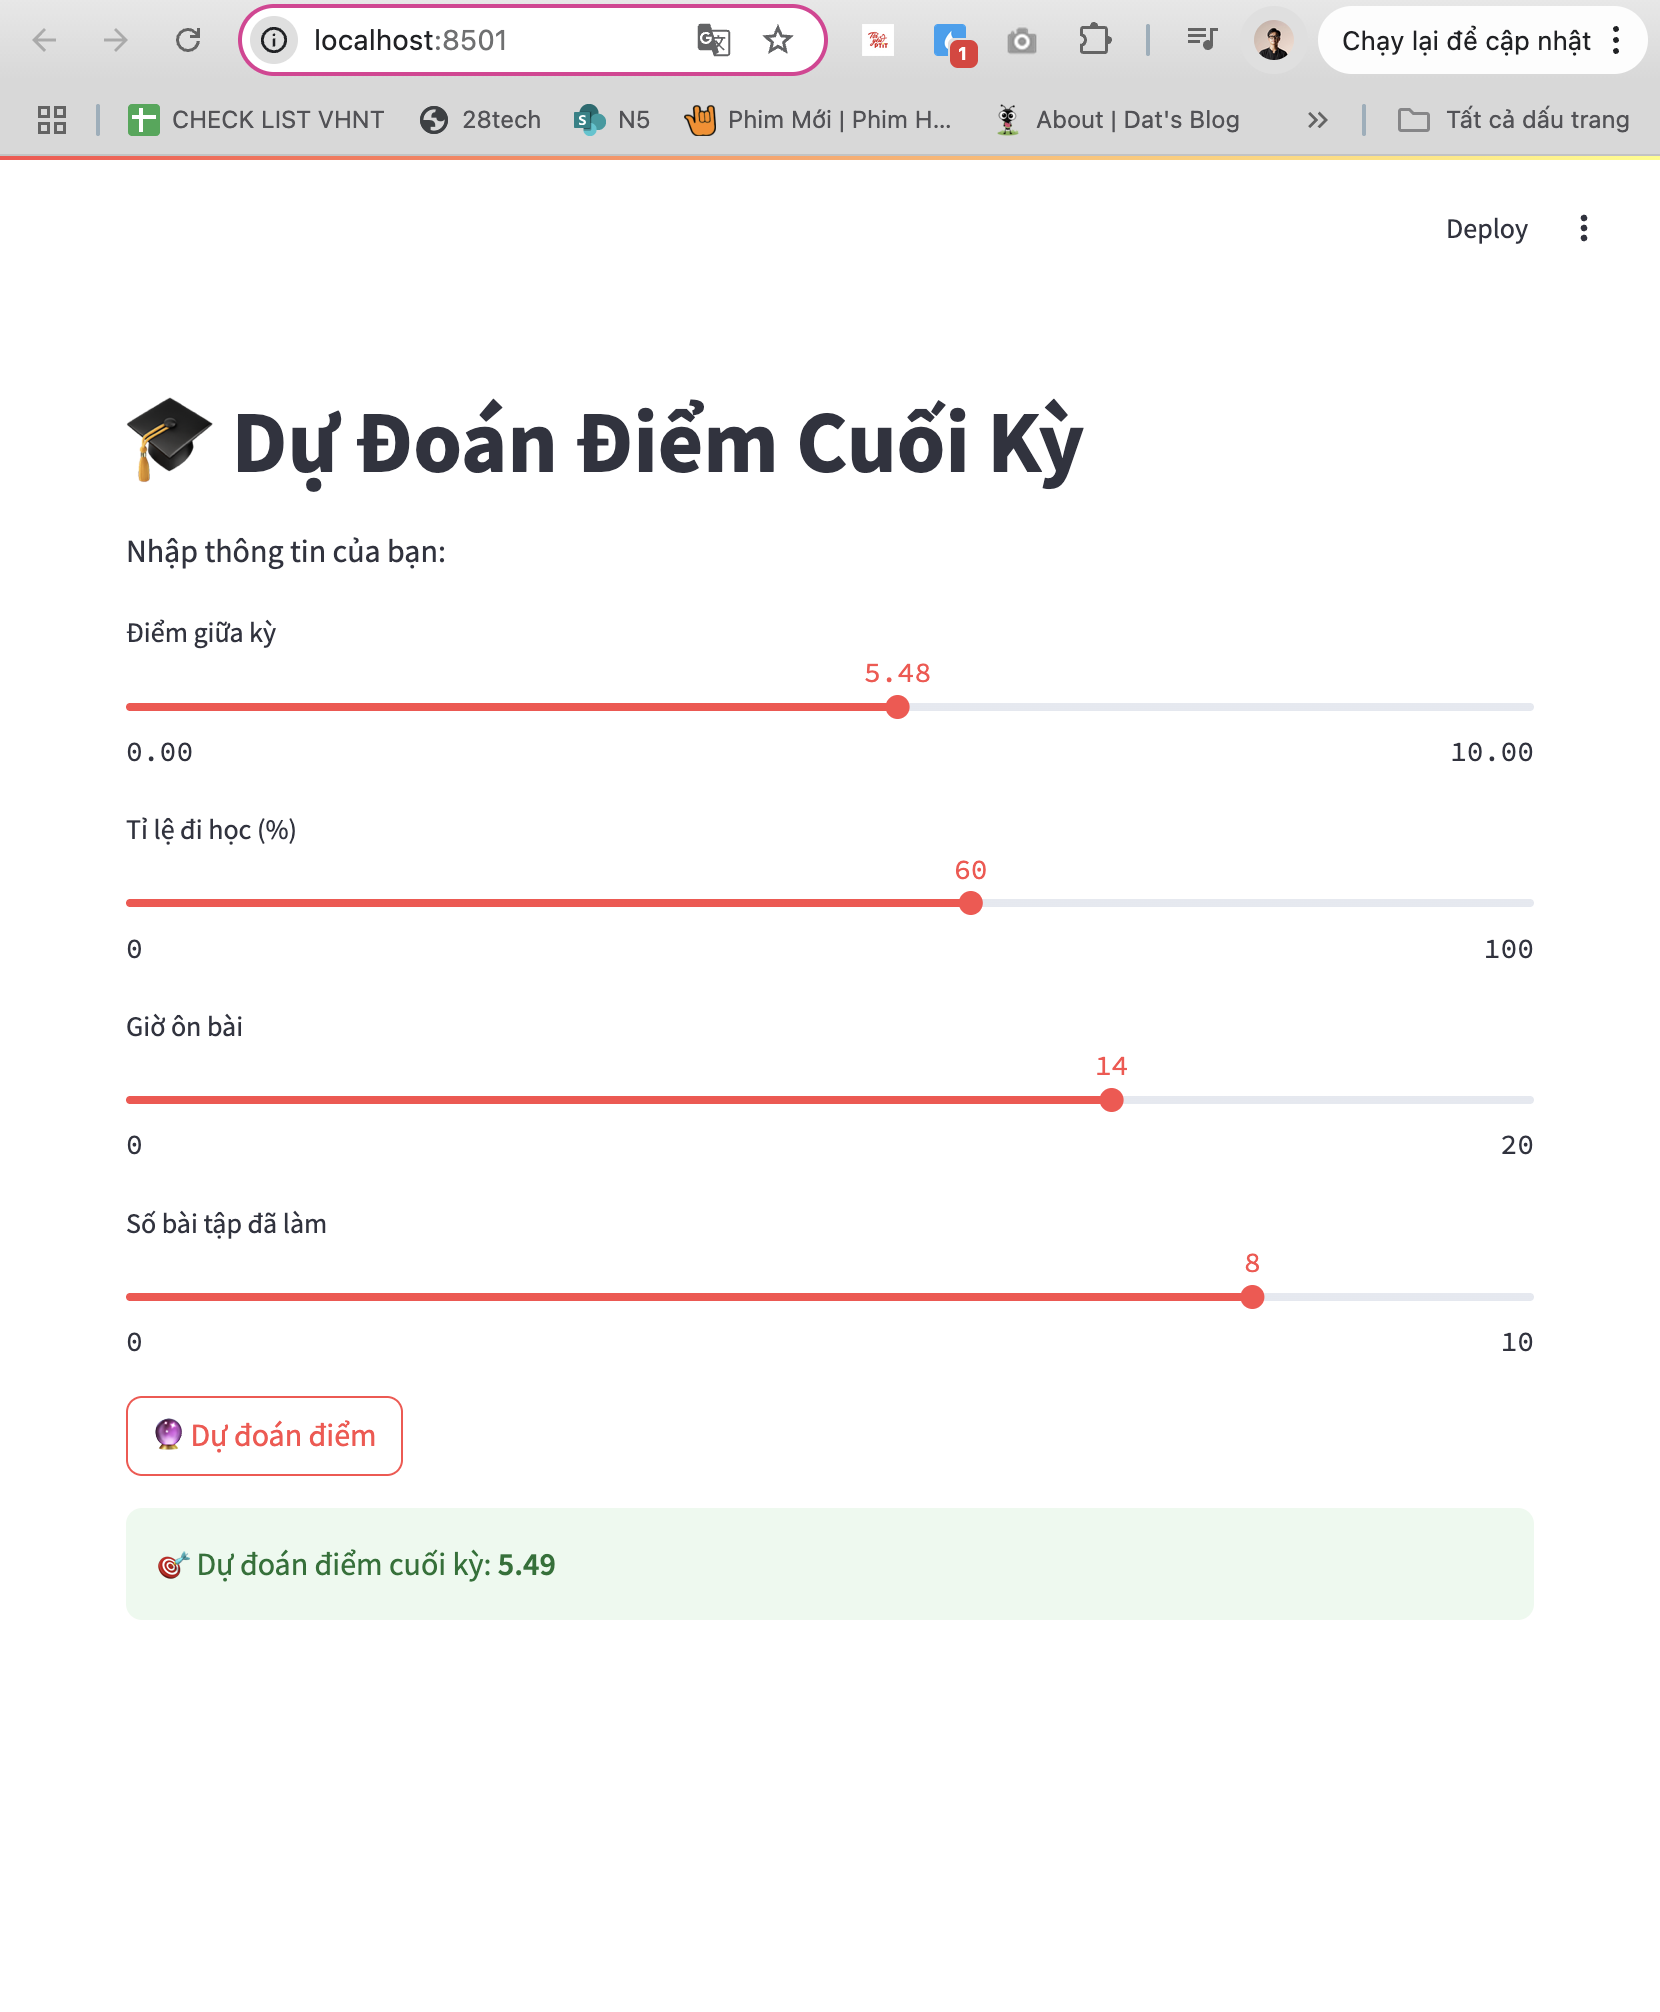 localhost:8501
1
Chạy lại để cập nhật
CHECK LIST VHNT
28tech
N5
Phim Mới | Phim H...
About | Dat's Blog
Tất cả dấu trang
Deploy
Dự Đoán Điểm Cuối Kỳ
Nhập thông tin của bạn:
Điểm giữa kỳ
5.48
0.00 10.00
Tỉ lệ đi học (%)
60
0 100
Giờ ôn bài
14
0 20
Số bài tập đã làm
8
0 10
Dự đoán điểm
Dự đoán điểm cuối kỳ: 5.49